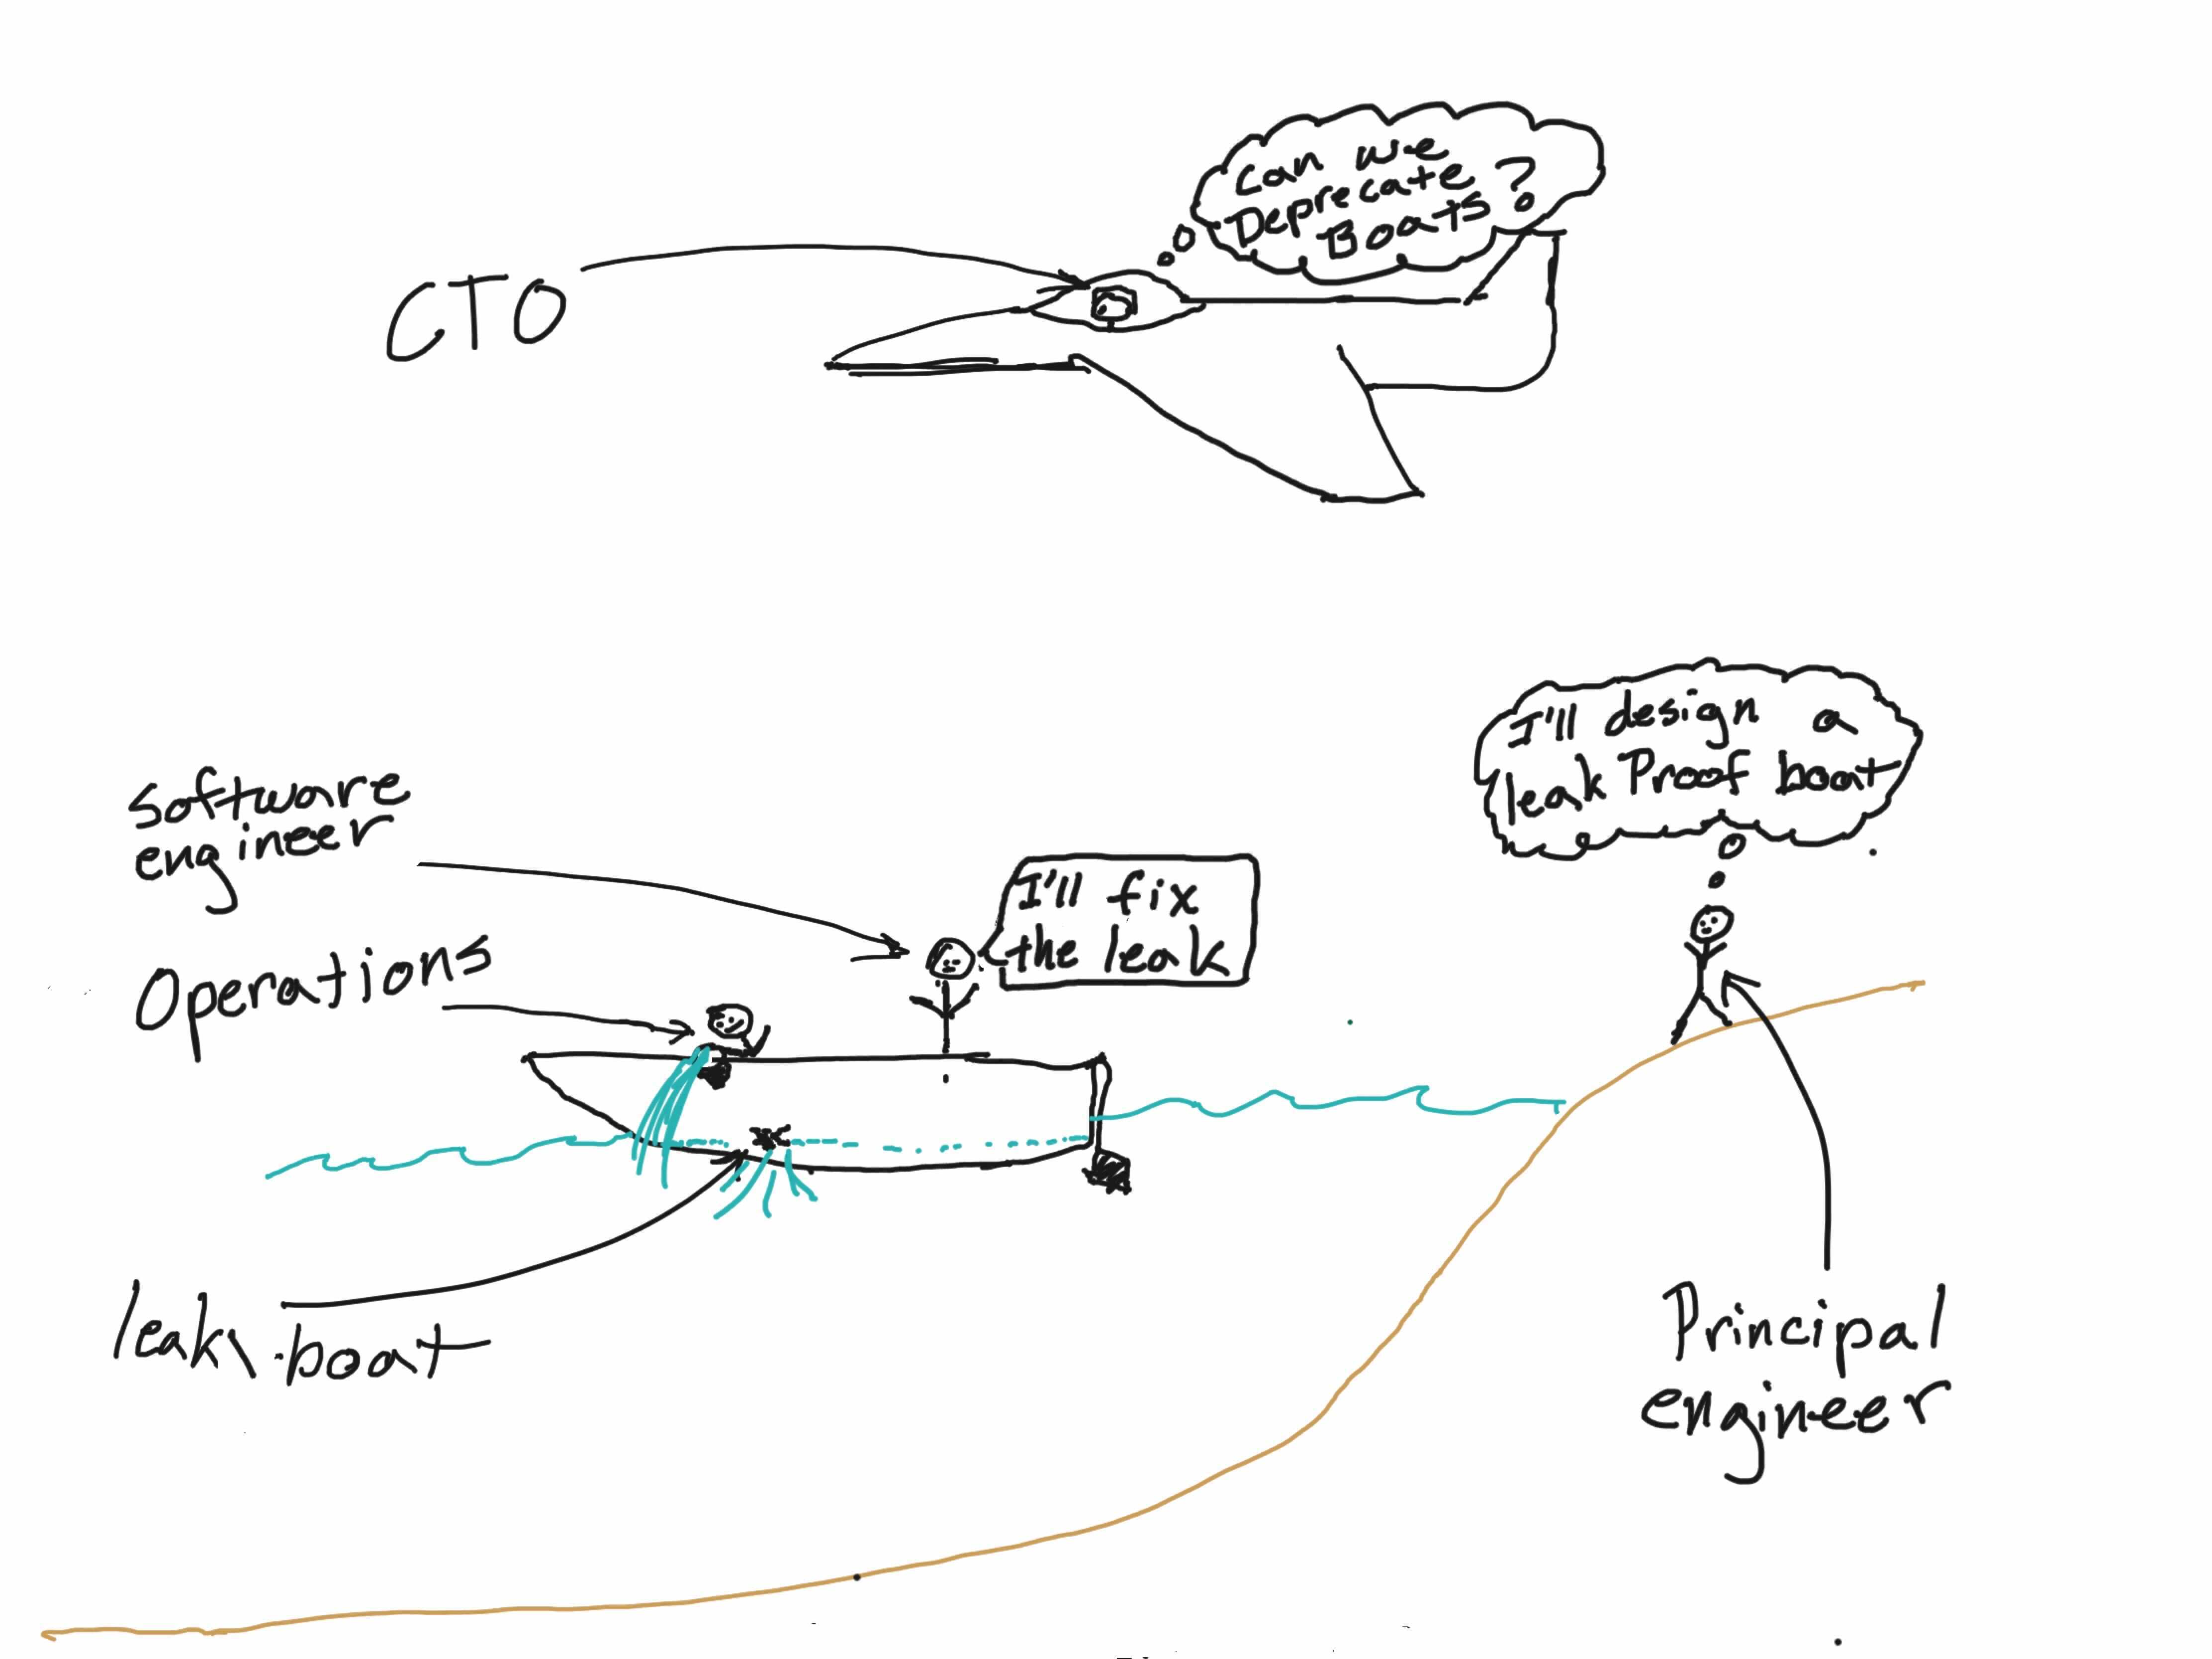 Can we
Deprecate
Boats?
CTO
I'll design a
leak Proof boat
Software
engineer
I'll fix
the leak
Operations
leaky boat
Principal
engineer